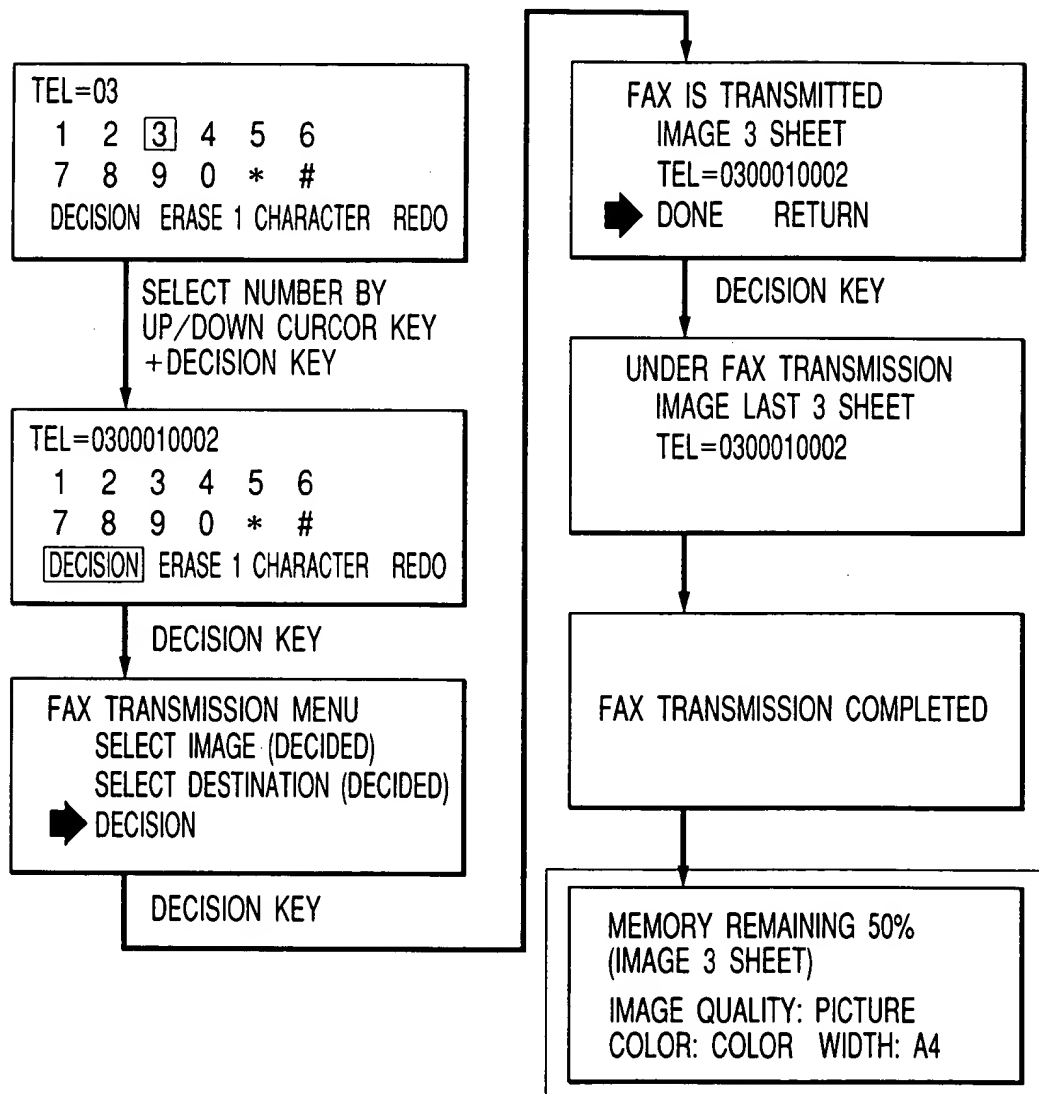 TEL=03
1 2 3 4 5 6
7 8 9 0 * #
DECISION ERASE 1 CHARACTER REDO
SELECT NUMBER BY
UP/DOWN CURCOR KEY
+DECISION KEY
TEL=0300010002
1 2 3 4 5 6
7 8 9 0 * #
DECISION ERASE 1 CHARACTER REDO
DECISION KEY
FAX TRANSMISSION MENU
SELECT IMAGE (DECIDED)
SELECT DESTINATION (DECIDED)
DECISION
DECISION KEY
FAX IS TRANSMITTED
IMAGE 3 SHEET
TEL=0300010002
DONE RETURN
DECISION KEY
UNDER FAX TRANSMISSION
IMAGE LAST 3 SHEET
TEL=0300010002
FAX TRANSMISSION COMPLETED
MEMORY REMAINING 50%
(IMAGE 3 SHEET)
IMAGE QUALITY: PICTURE
COLOR: COLOR WIDTH: A4